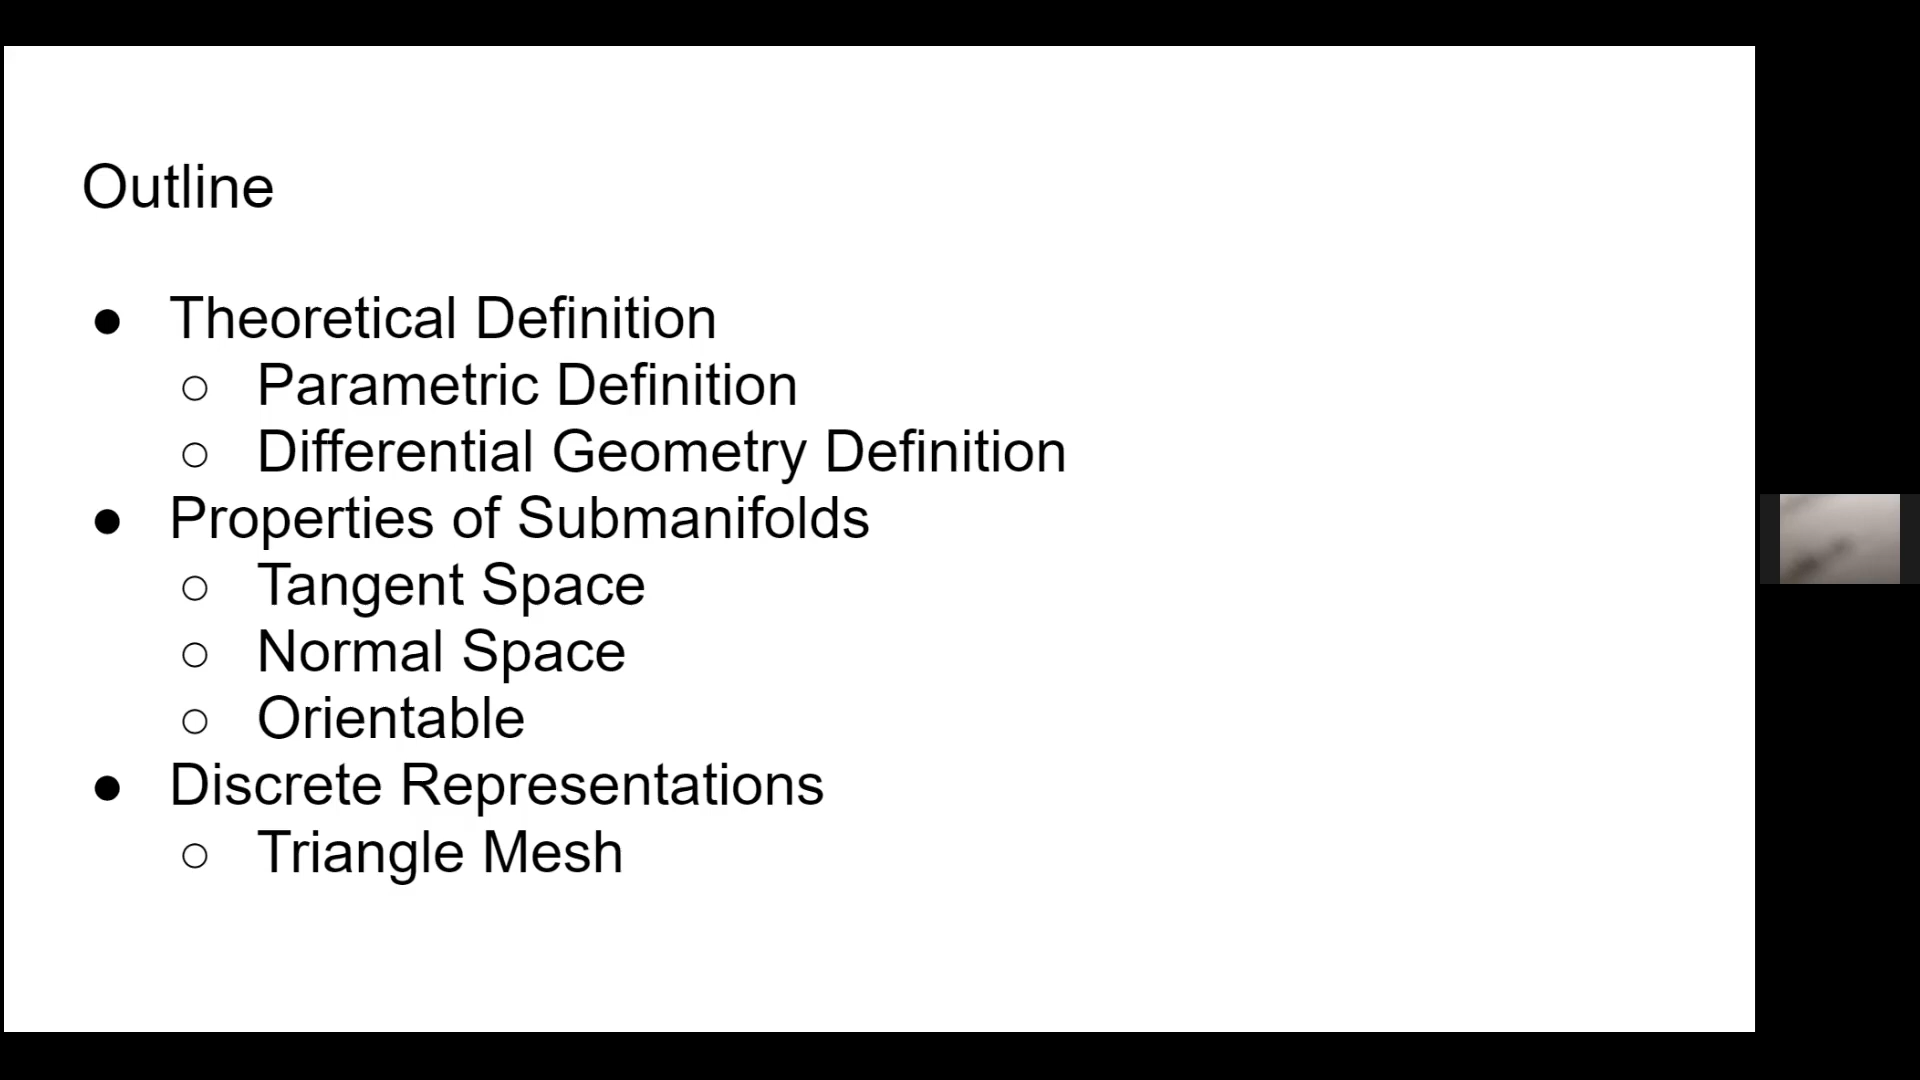 Outline
● Theoretical Definition
○ Parametric Definition
○ Differential Geometry Definition
● Properties of Submanifolds
○ Tangent Space
○ Normal Space
○ Orientable
● Discrete Representations
○ Triangle Mesh